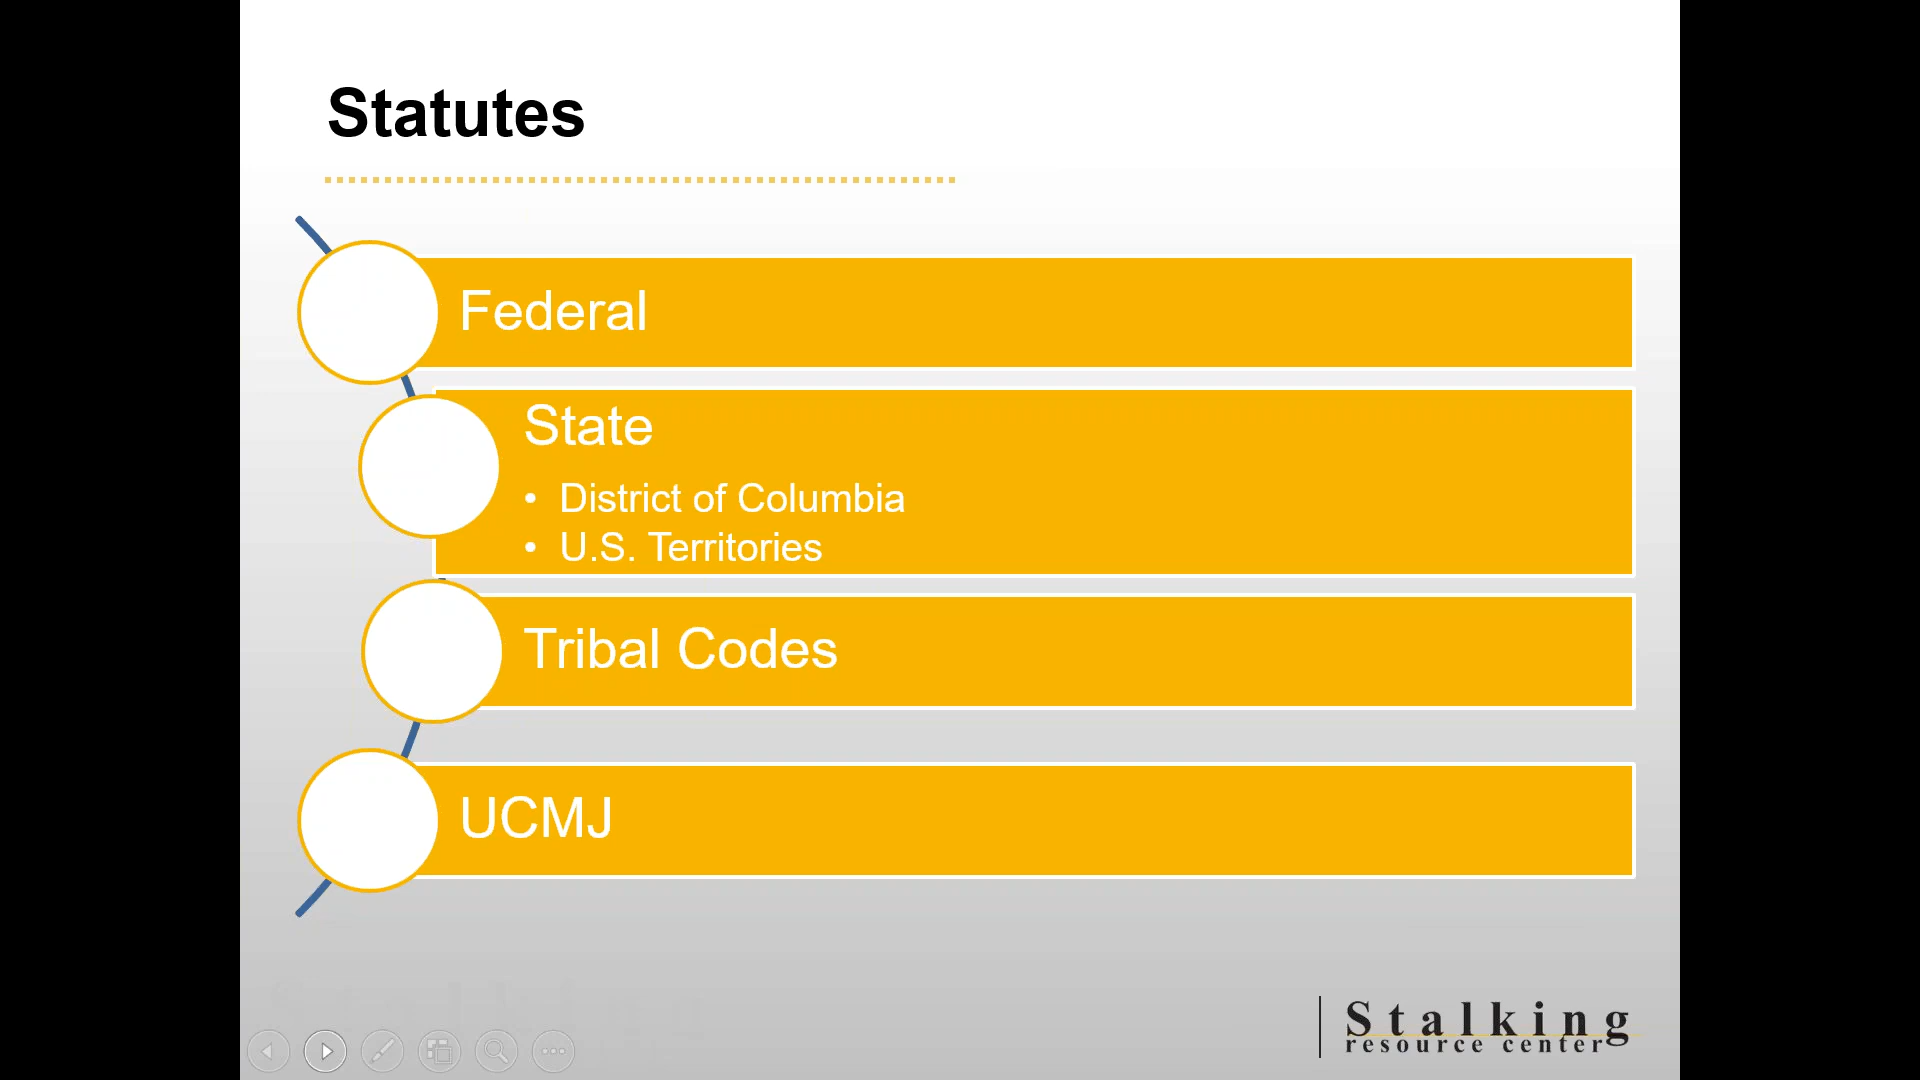 Statutes
Federal
State
• District of Columbia
• U.S. Territories
Tribal Codes
UCMJ
Stalking
resource center